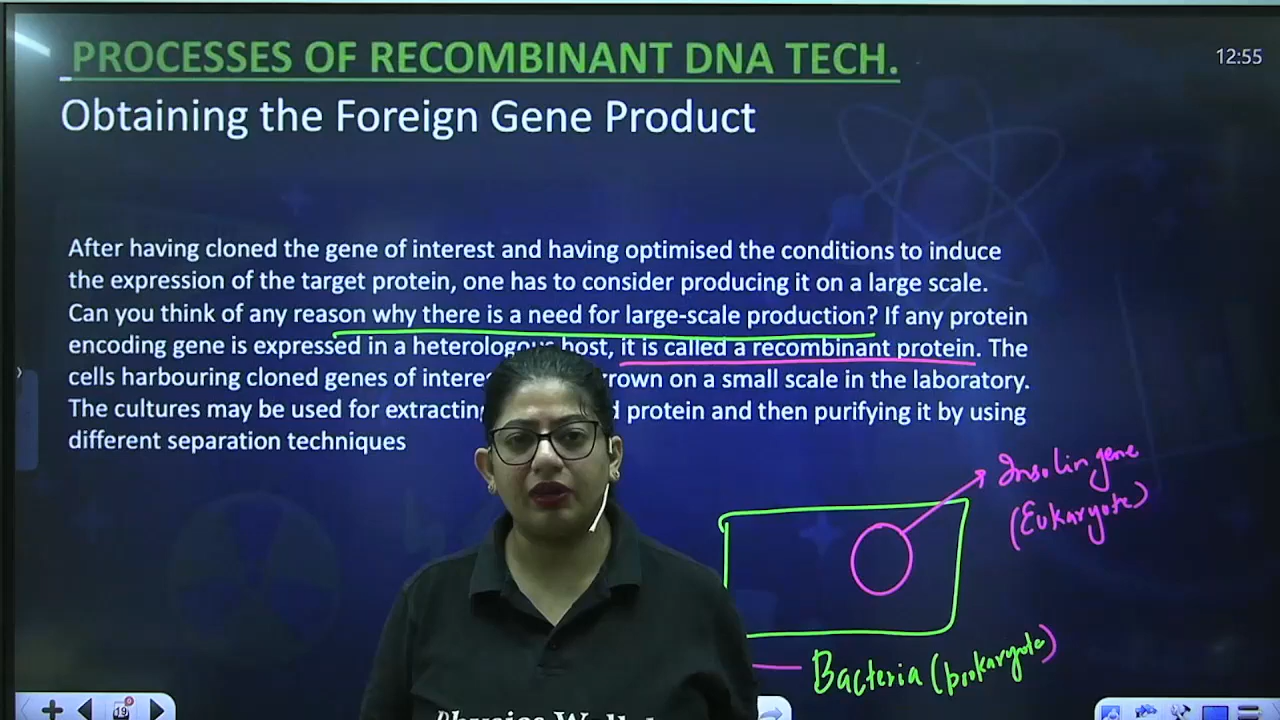 PROCESSES OF RECOMBINANT DNA TECH.
12:55
Obtaining the Foreign Gene Product
After having cloned the gene of interest and having optimised the conditions to induce
the expression of the target protein, one has to consider producing it on a large scale.
Can you think of any reason why there is a need for large-scale production? If any protein
encoding gene is expressed in a heterologous host, it is called a recombinant protein. The
cells harbouring cloned genes of grown on a small scale in the laboratory.
The cultures may be used for protein and then purifying it by using
different separation techniques
Insulin gene
(Eukaryote)
Bacteria (prokaryote)
19